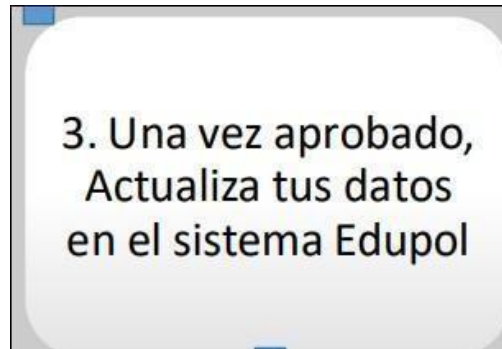 3. Una vez aprobado,
Actualiza tus datos
en el sistema Edupol